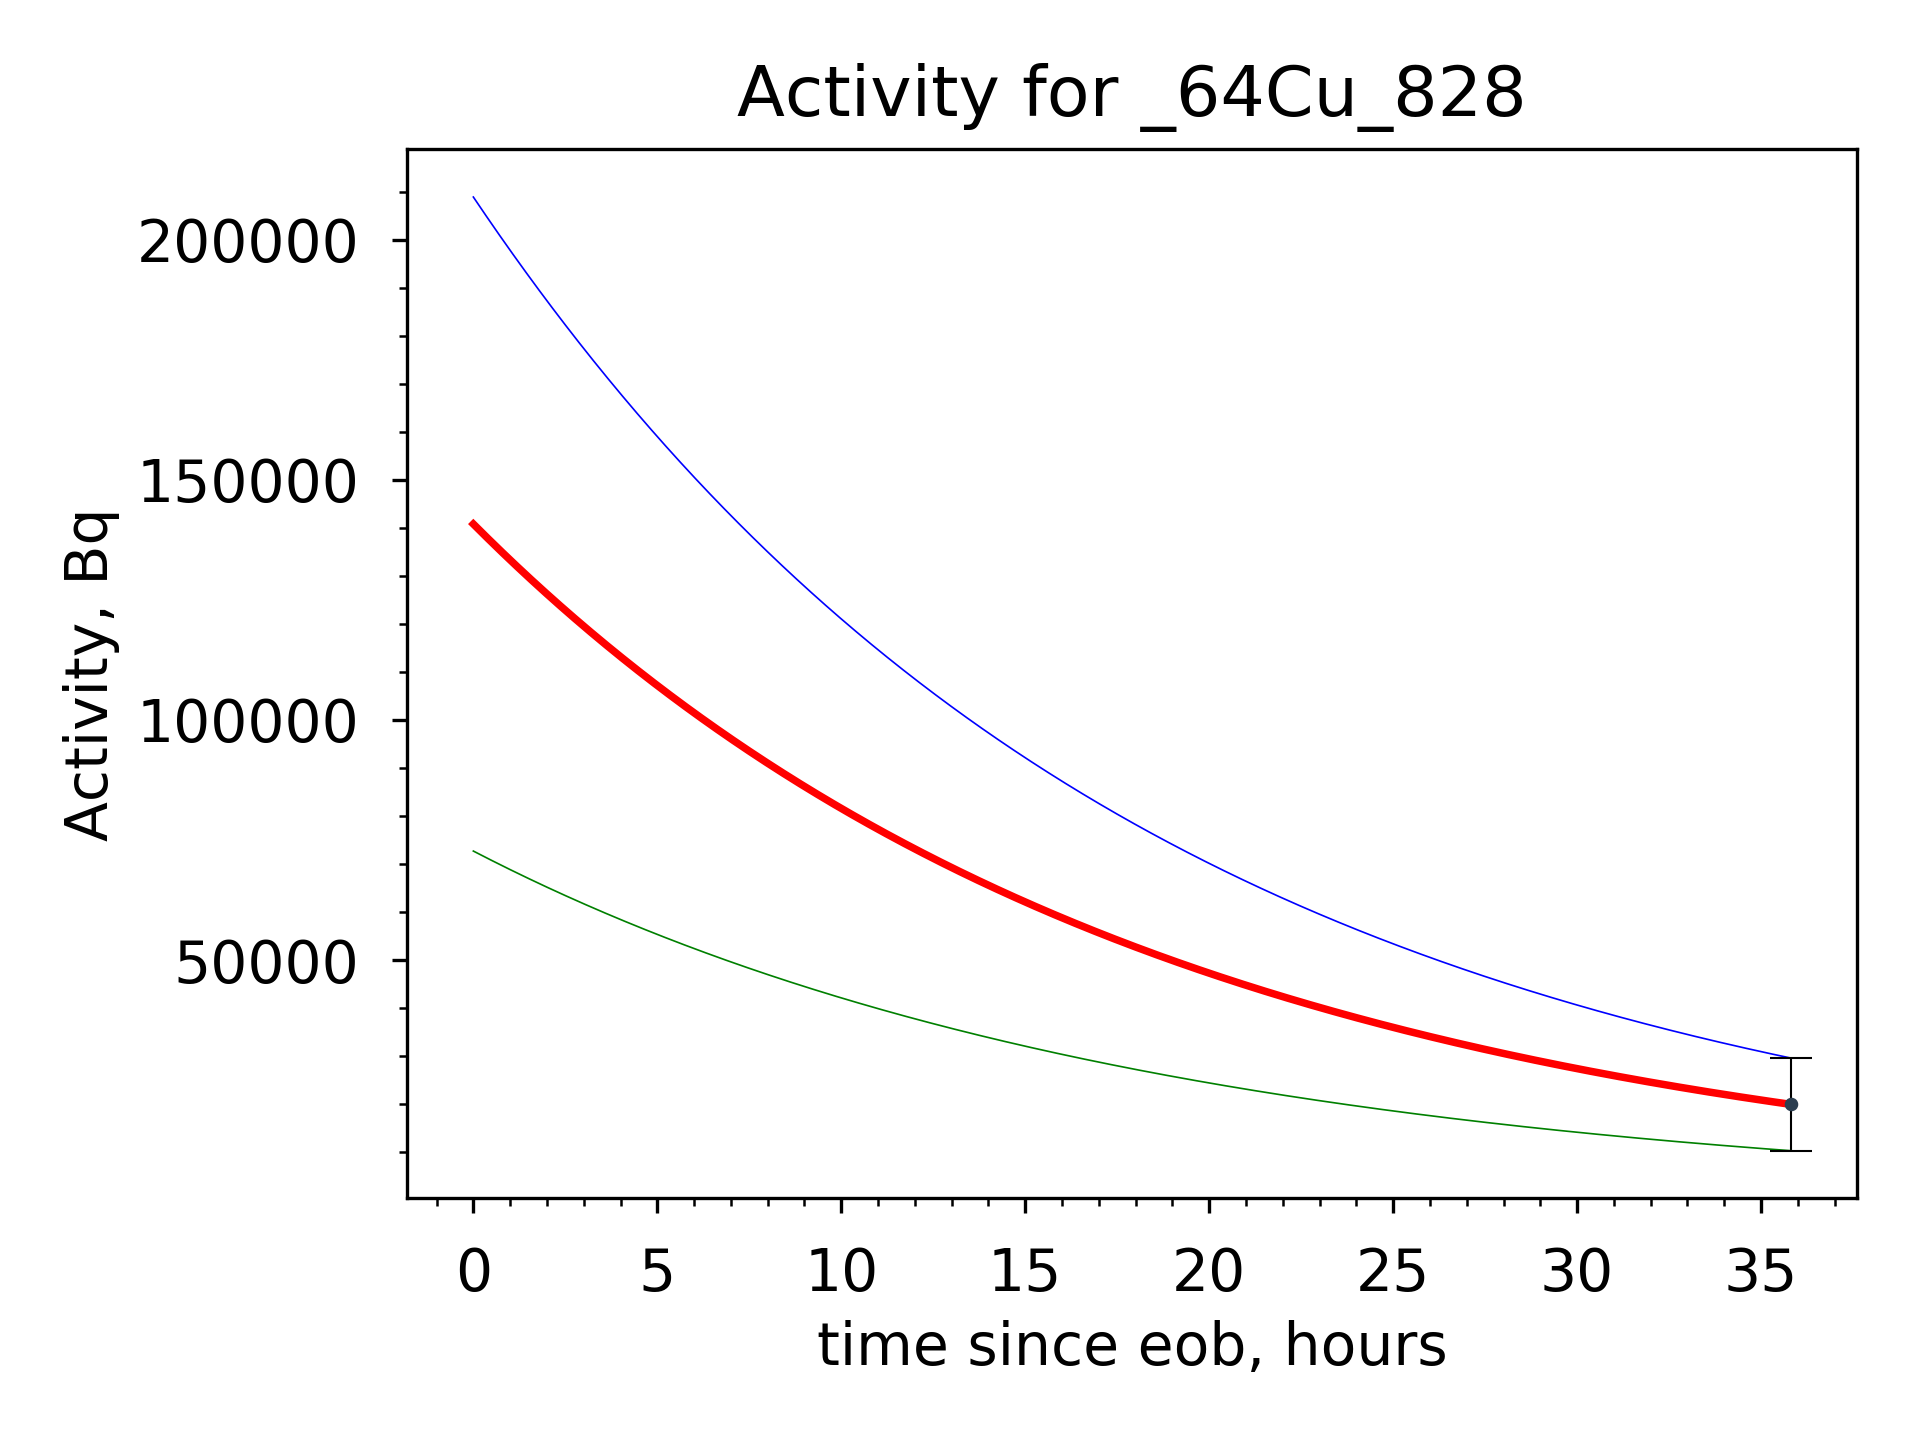 Activity for _64Cu_828
200000
150000
100000
50000
Activity, Bq
0 5 10 15 20 25 30 35
time since eob, hours